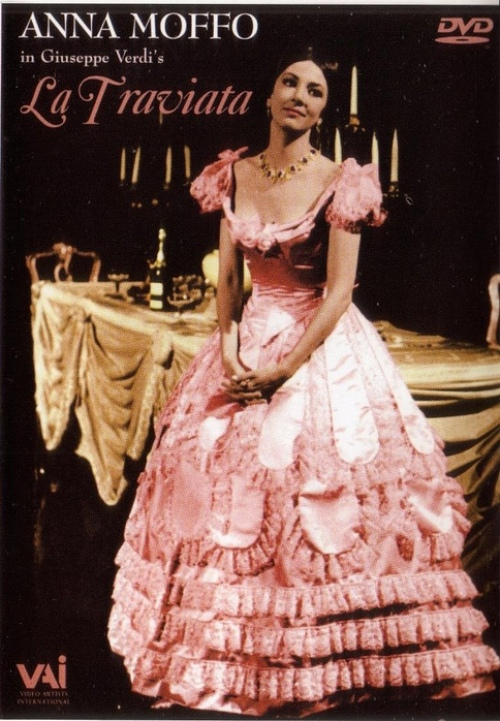 ANNA MOFFO
in Giuseppe Verdi's
La Traviata
DVD
VAI
VIDEO ARTISTS
INTERNATIONAL